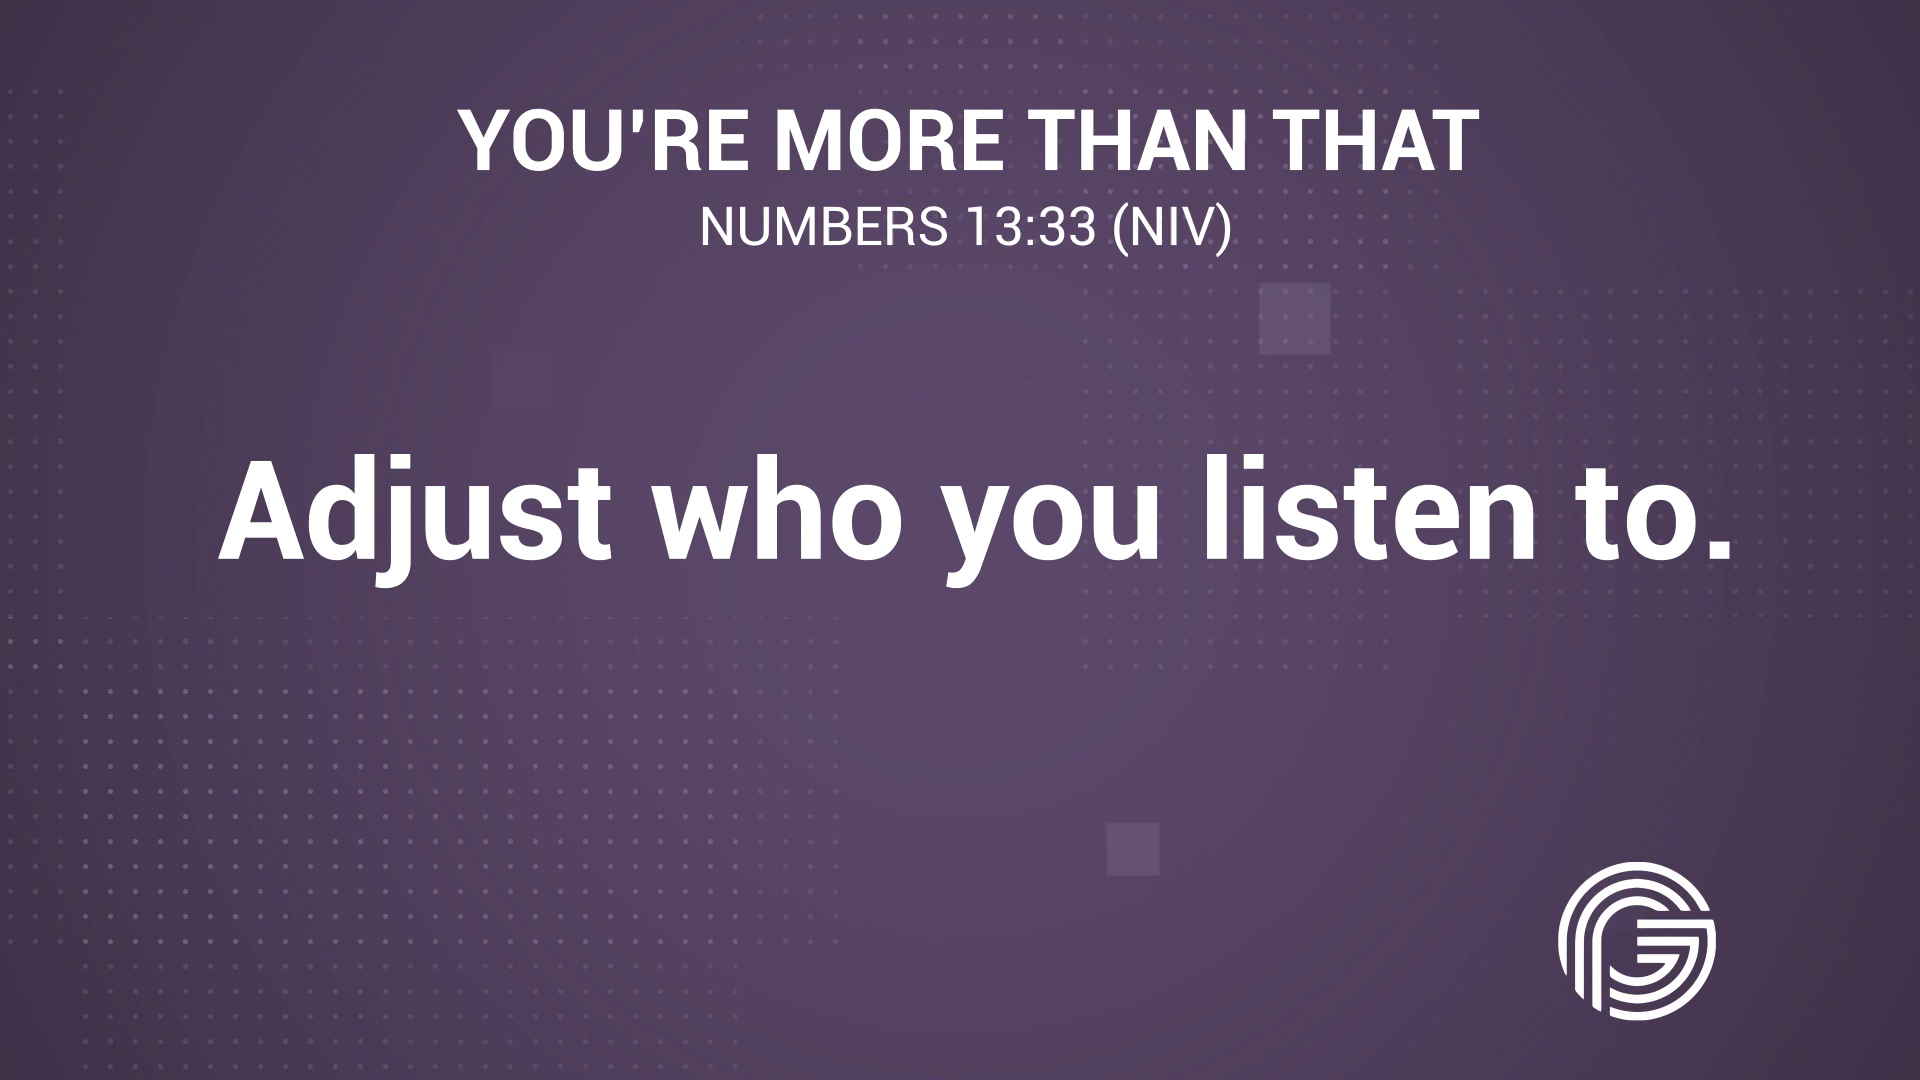 YOU'RE MORE THAN THAT
NUMBERS 13:33 (NIV)
Adjust who you listen to.